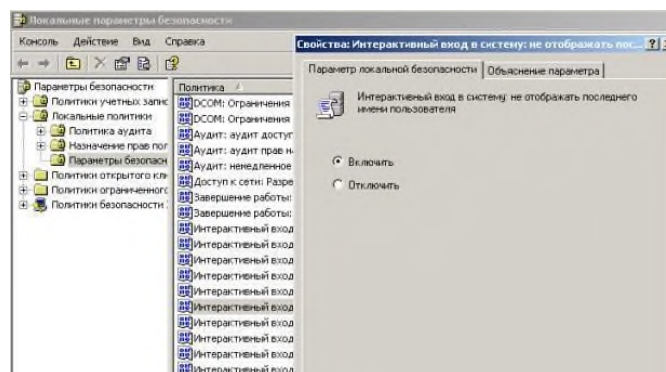 Локальные параметры безопасности
Консоль Действие Вид Справка
Параметры безопасности
Политики учетных запис
Локальные политики
Политика аудита
Назначение прав пол
Параметры безопасн
Политики открытого клю
Политики ограниченног
Политики безопасности
Политика
DCOM: Ограничения
DCOM: Ограничения
Аудит: аудит доступ
Аудит: аудит прав н
Аудит: немедленное
Доступ к сети: Разре
Завершение работы:
Завершение работы:
Интерактивный вход
Интерактивный вход
Интерактивный вход
Интерактивный вход
Интерактивный вход
Интерактивный вход
Интерактивный вход
Интерактивный вход
Интерактивный вход
Свойства: Интерактивный вход в систему: не отображать пос...
Параметр локальной безопасности Объяснение параметра
Интерактивный вход в систему: не отображать последнего
имени пользователя
Включить
Отключить